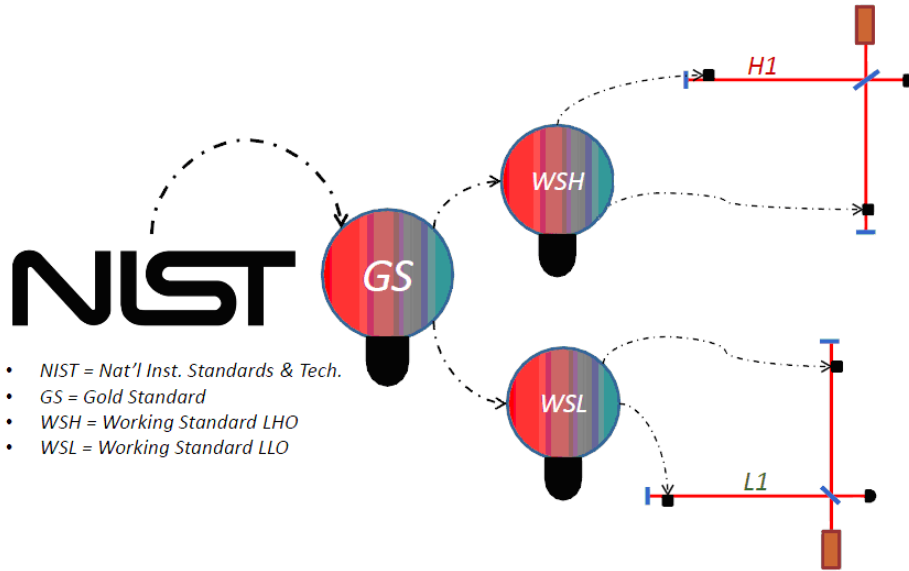 H1
WSH
GS
NIST
• NIST = Nat'l Inst. Standards & Tech.
• GS = Gold Standard
• WSH = Working Standard LHO
• WSL = Working Standard LLO
WSL
L1